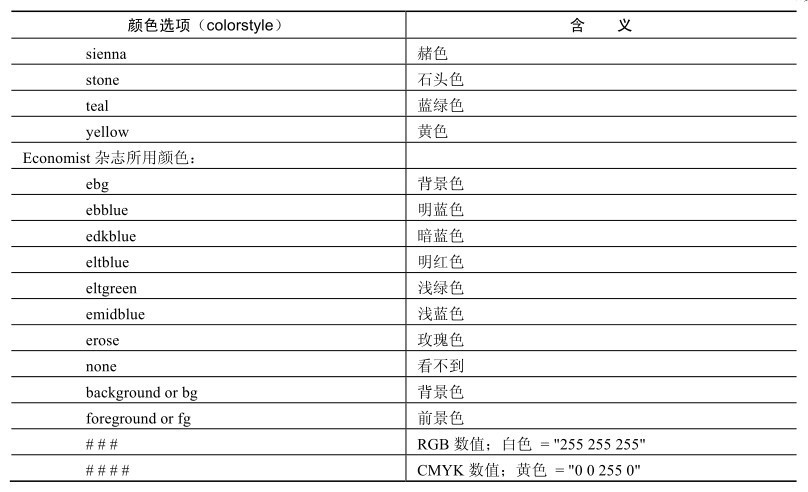 颜色选项（colorstyle） 含 义
sienna 赭色
stone 石头色
teal 蓝绿色
yellow 黄色
Economist 杂志所用颜色：
ebg 背景色
ebblue 明蓝色
edkblue 暗蓝色
eltblue 明红色
eltgreen 浅绿色
emidblue 浅蓝色
erose 玫瑰色
none 看不到
background or bg 背景色
foreground or fg 前景色
# # # RGB 数值；白色 = "255 255 255"
# # # # CMYK 数值；黄色 = "0 0 255 0"